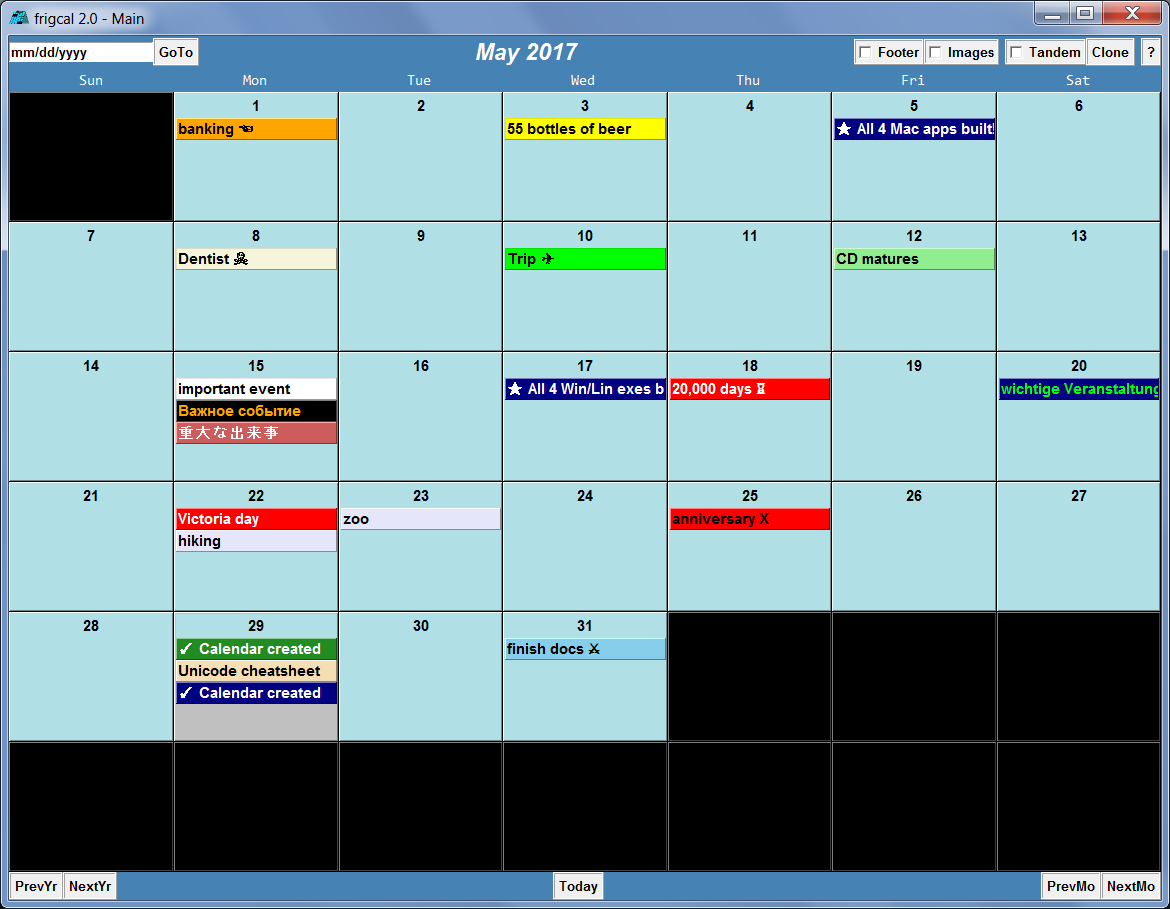 frigcal 2.0 - Main
mm/dd/yyyy GoTo May 2017 Footer Images Tandem Clone ?
Sun Mon Tue Wed Thu Fri Sat
1 2 3 4 5 6
banking ☜ 55 bottles of beer ★ All 4 Mac apps built!
7 8 9 10 11 12 13
Dentist ☠ Trip ✈ CD matures
14 15 16 17 18 19 20
important event ★ All 4 Win/Lin exes b 20,000 days ♊ wichtige Veranstaltung
Важное событие
重大な出来事
21 22 23 24 25 26 27
Victoria day zoo anniversary X
hiking
28 29 30 31
✓ Calendar created finish docs ⚔
Unicode cheatsheet
✓ Calendar created
PrevYr NextYr Today PrevMo NextMo